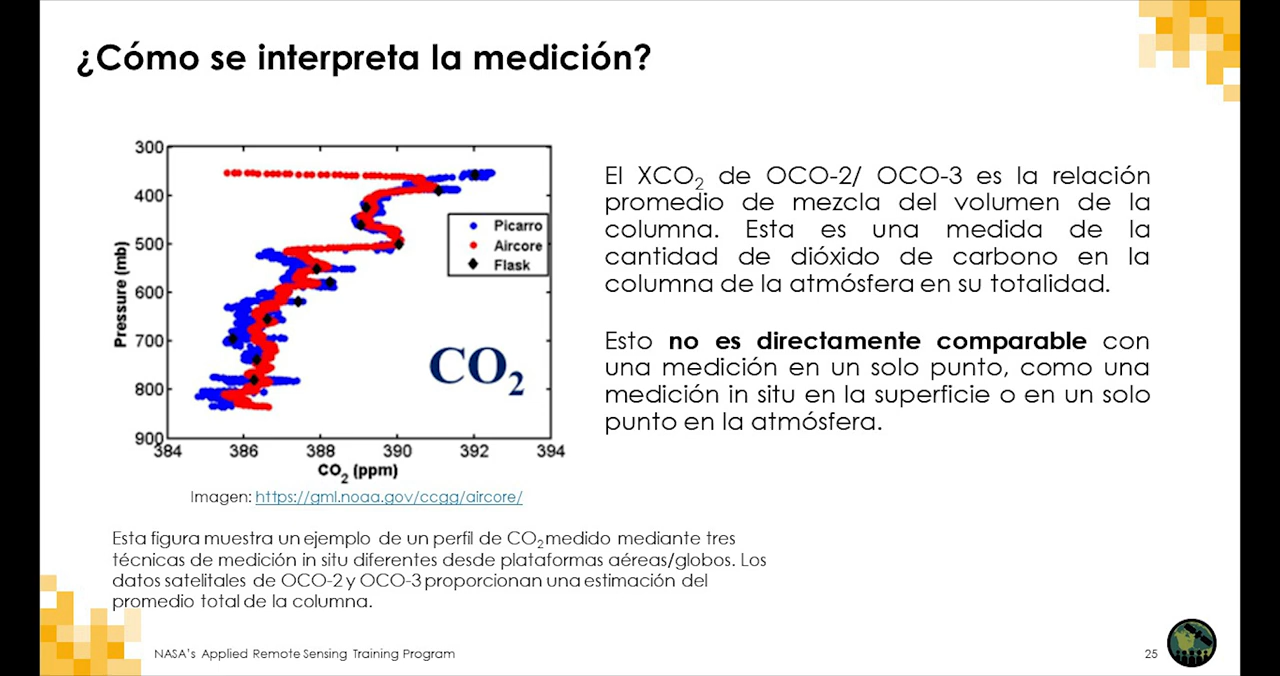 ¿Cómo se interpreta la medición?
300
400
500
600
700
800
900
Pressure (mb)
384
386
388
390
392
394
CO2 (ppm)
Picarro
Aircore
Flask
CO2
Imagen: https://gml.noaa.gov/ccgg/aircore/
Esta figura muestra un ejemplo de un perfil de CO2 medido mediante tres
técnicas de medición in situ diferentes desde plataformas aéreas/globos. Los
datos satelitales de OCO-2 y OCO-3 proporcionan una estimación del
promedio total de la columna.
El XCO2 de OCO-2/ OCO-3 es la relación
promedio de mezcla del volumen de la
columna. Esta es una medida de la
cantidad de dióxido de carbono en la
columna de la atmósfera en su totalidad.
Esto no es directamente comparable con
una medición en un solo punto, como una
medición in situ en la superficie o en un solo
punto en la atmósfera.
NASA's Applied Remote Sensing Training Program
25